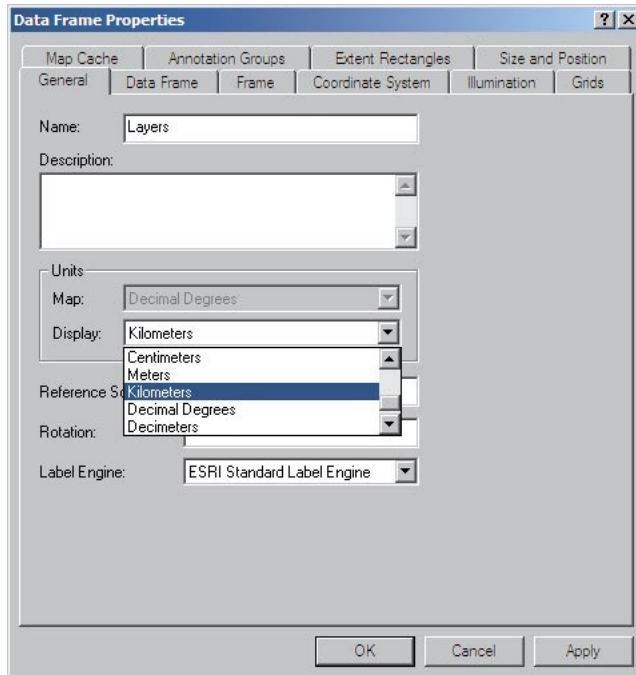 Data Frame Properties
? X
Map Cache Annotation Groups Extent Rectangles Size and Position
General Data Frame Frame Coordinate System Illumination Grids
Name: Layers
Description:
Units
Map: Decimal Degrees
Display: Kilometers
Centimeters
Meters
Reference Sc Kilometers
Decimal Degrees
Rotation: Decimeters
Label Engine: ESRI Standard Label Engine
OK Cancel Apply